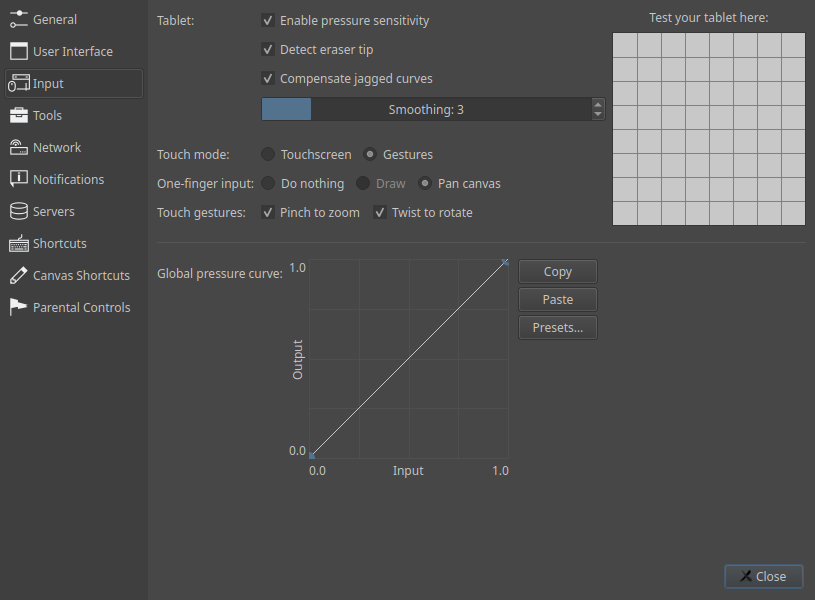 General
User Interface
Input
Tools
Network
Notifications
Servers
Shortcuts
Canvas Shortcuts
Parental Controls
Tablet:
Enable pressure sensitivity
Detect eraser tip
Compensate jagged curves
Smoothing: 3
Touch mode: Touchscreen Gestures
One-finger input: Do nothing Draw Pan canvas
Touch gestures: Pinch to zoom Twist to rotate
Test your tablet here:
Global pressure curve:
1.0
Output
0.0
0.0 Input 1.0
Copy
Paste
Presets...
Close